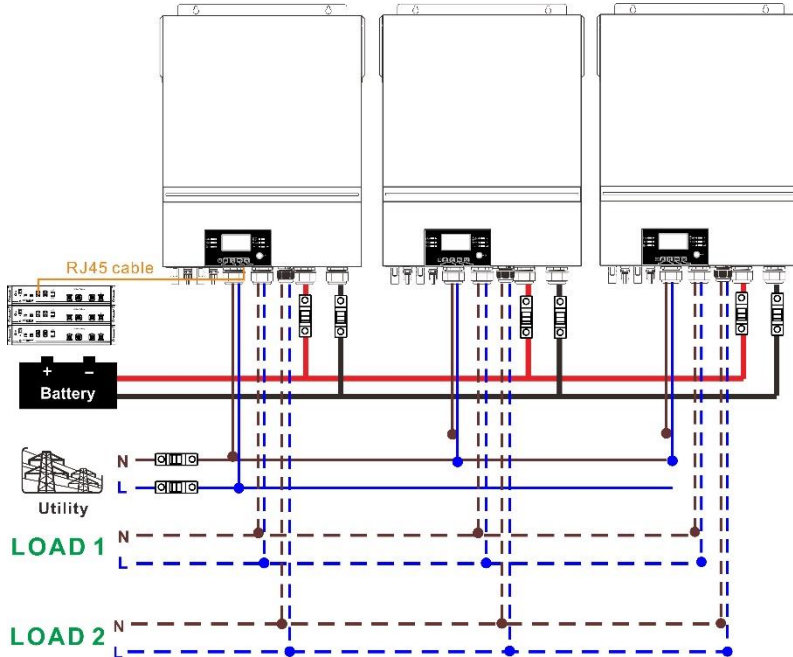 RJ45 cable
+ −
Battery
N
L
Utility
LOAD 1
N
L
LOAD 2
N
L